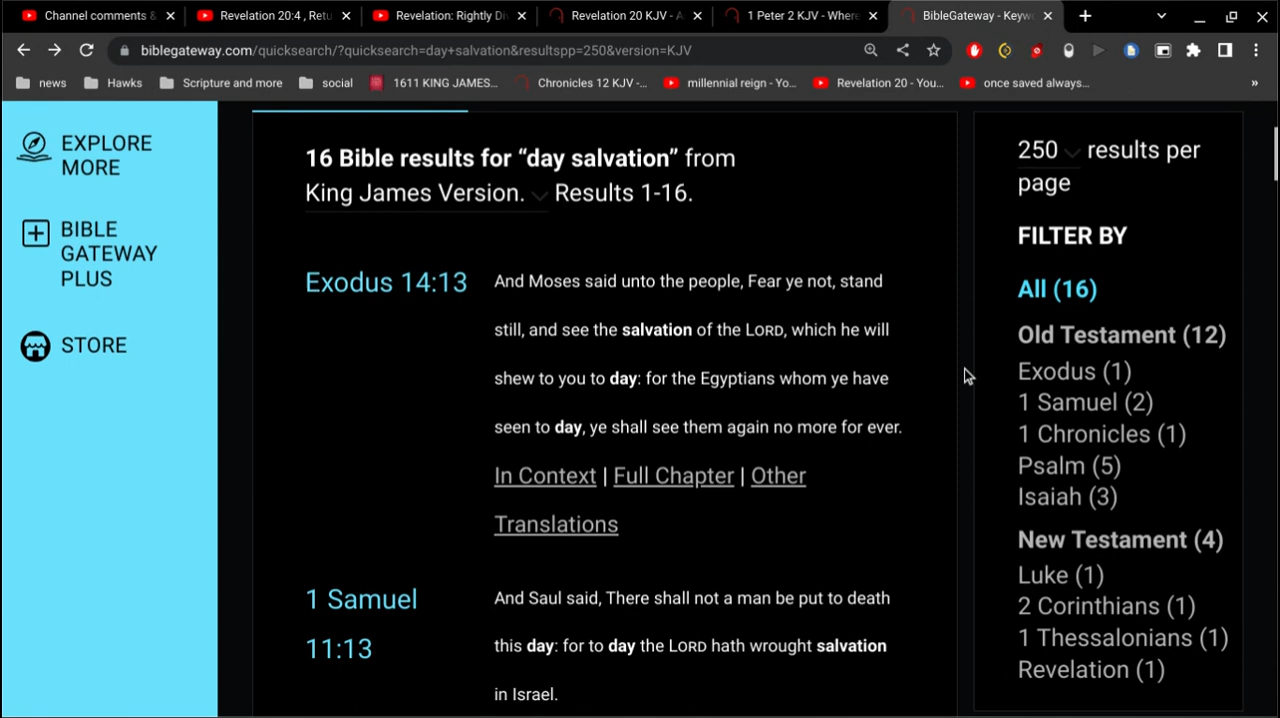 Channel comments &
Revelation 20:4 , Retu
Revelation: Rightly Di
Revelation 20 KJV - A
1 Peter 2 KJV - Where
BibleGateway - Keyw
biblegateway.com/quicksearch/?quicksearch=day+salvation&resultspp=250&version=KJV
news
Hawks
Scripture and more
social
1611 KING JAMES...
Chronicles 12 KJV -...
millennial reign - Yo...
Revelation 20 - You...
once saved always...
»
EXPLORE
MORE
BIBLE
GATEWAY
PLUS
STORE
16 Bible results for “day salvation” from
King James Version. Results 1-16.
Exodus 14:13
And Moses said unto the people, Fear ye not, stand
still, and see the salvation of the LORD, which he will
shew to you to day: for the Egyptians whom ye have
seen to day, ye shall see them again no more for ever.
In Context | Full Chapter | Other
Translations
1 Samuel
11:13
And Saul said, There shall not a man be put to death
this day: for to day the LORD hath wrought salvation
in Israel.
250 results per
page
FILTER BY
All (16)
Old Testament (12)
Exodus (1)
1 Samuel (2)
1 Chronicles (1)
Psalm (5)
Isaiah (3)
New Testament (4)
Luke (1)
2 Corinthians (1)
1 Thessalonians (1)
Revelation (1)